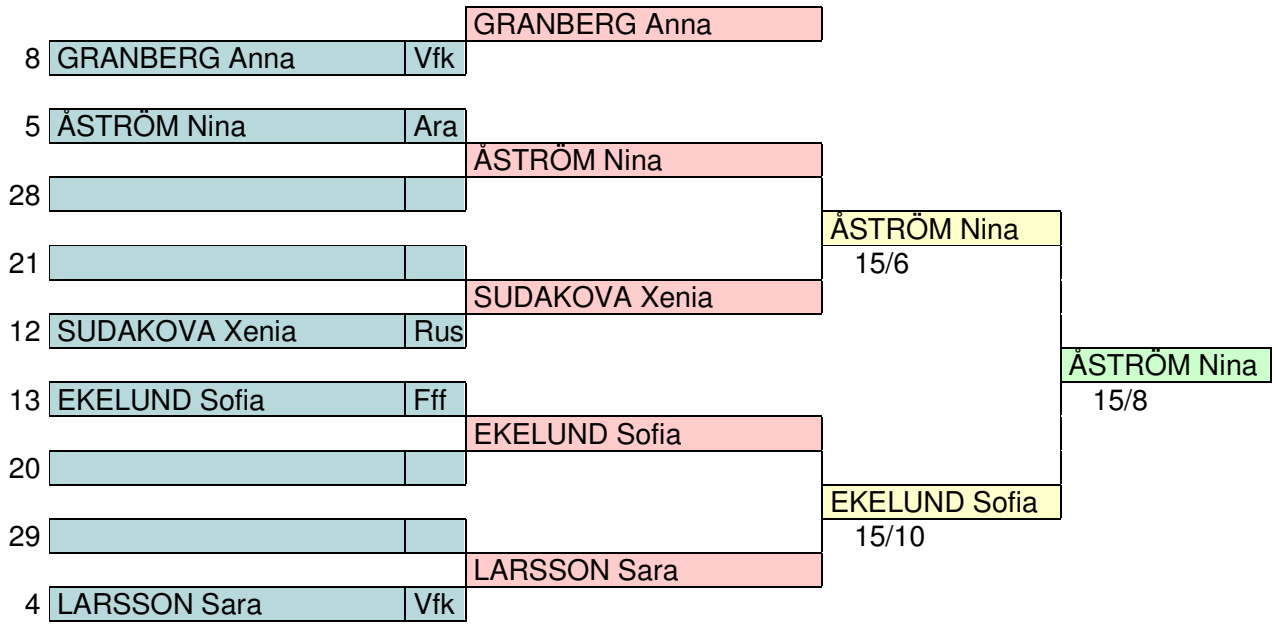 GRANBERG Anna
8 GRANBERG Anna Vfk
5 ÅSTRÖM Nina Ara
ÅSTRÖM Nina
28
ÅSTRÖM Nina
21 15/6
SUDAKOVA Xenia
12 SUDAKOVA Xenia Rus
ÅSTRÖM Nina
13 EKELUND Sofia Fff 15/8
EKELUND Sofia
20
EKELUND Sofia
29 15/10
LARSSON Sara
4 LARSSON Sara Vfk